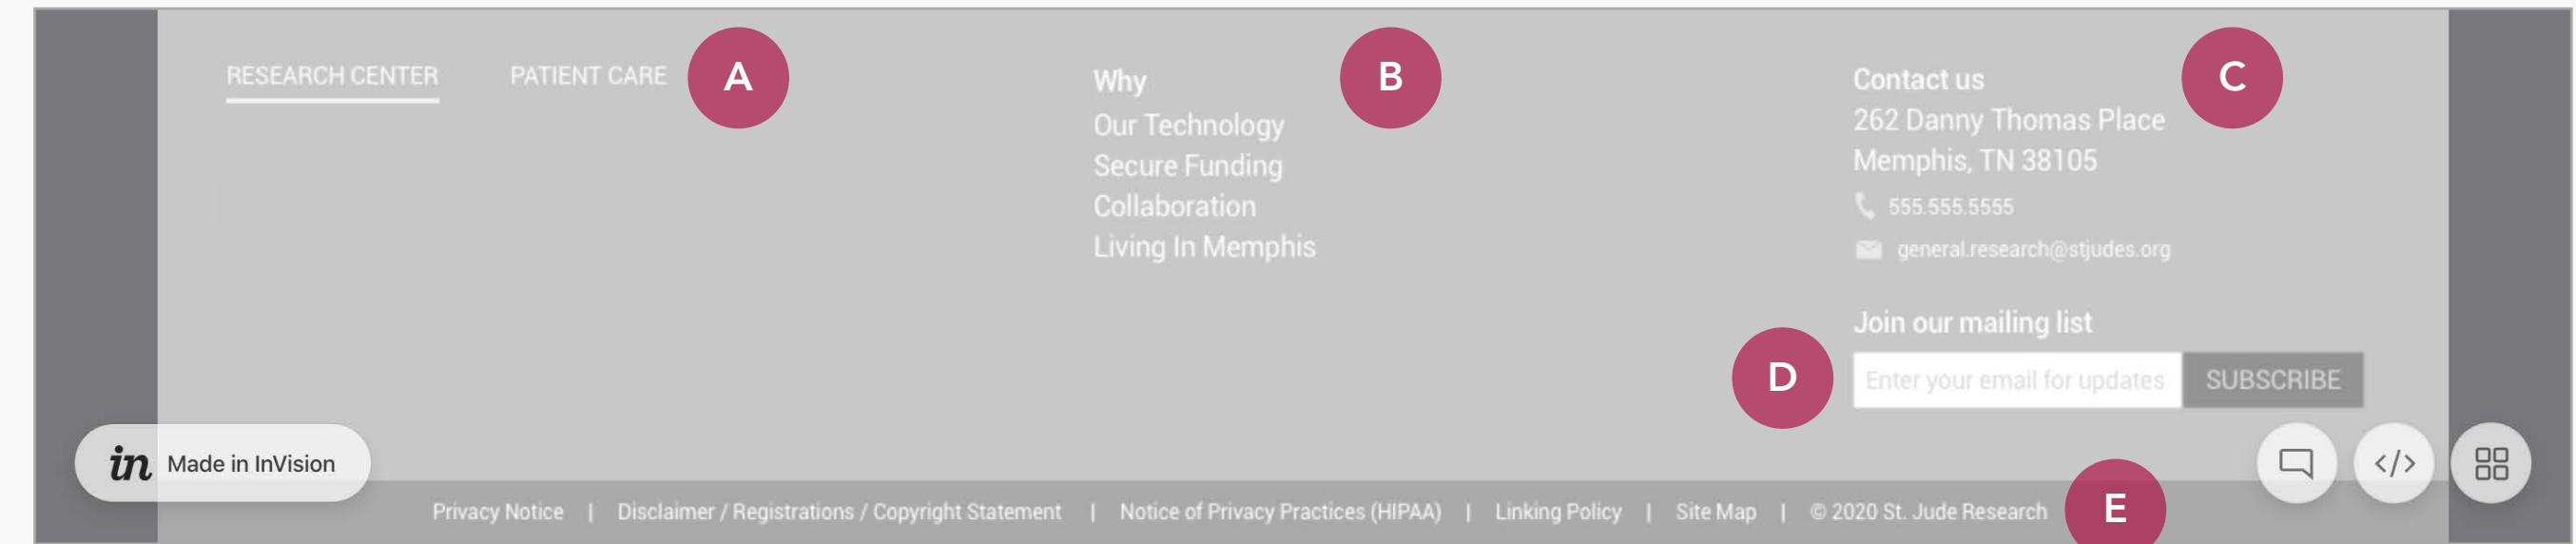 RESEARCH CENTER PATIENT CARE A
Why B
Our Technology
Secure Funding
Collaboration
Living In Memphis
Contact us C
262 Danny Thomas Place
Memphis, TN 38105
555.555.5555
general.research@stjudes.org
Join our mailing list
D Enter your email for updates SUBSCRIBE
in Made in InVision
</>
Privacy Notice | Disclaimer / Registrations / Copyright Statement | Notice of Privacy Practices (HIPAA) | Linking Policy | Site Map | © 2020 St. Jude Research E